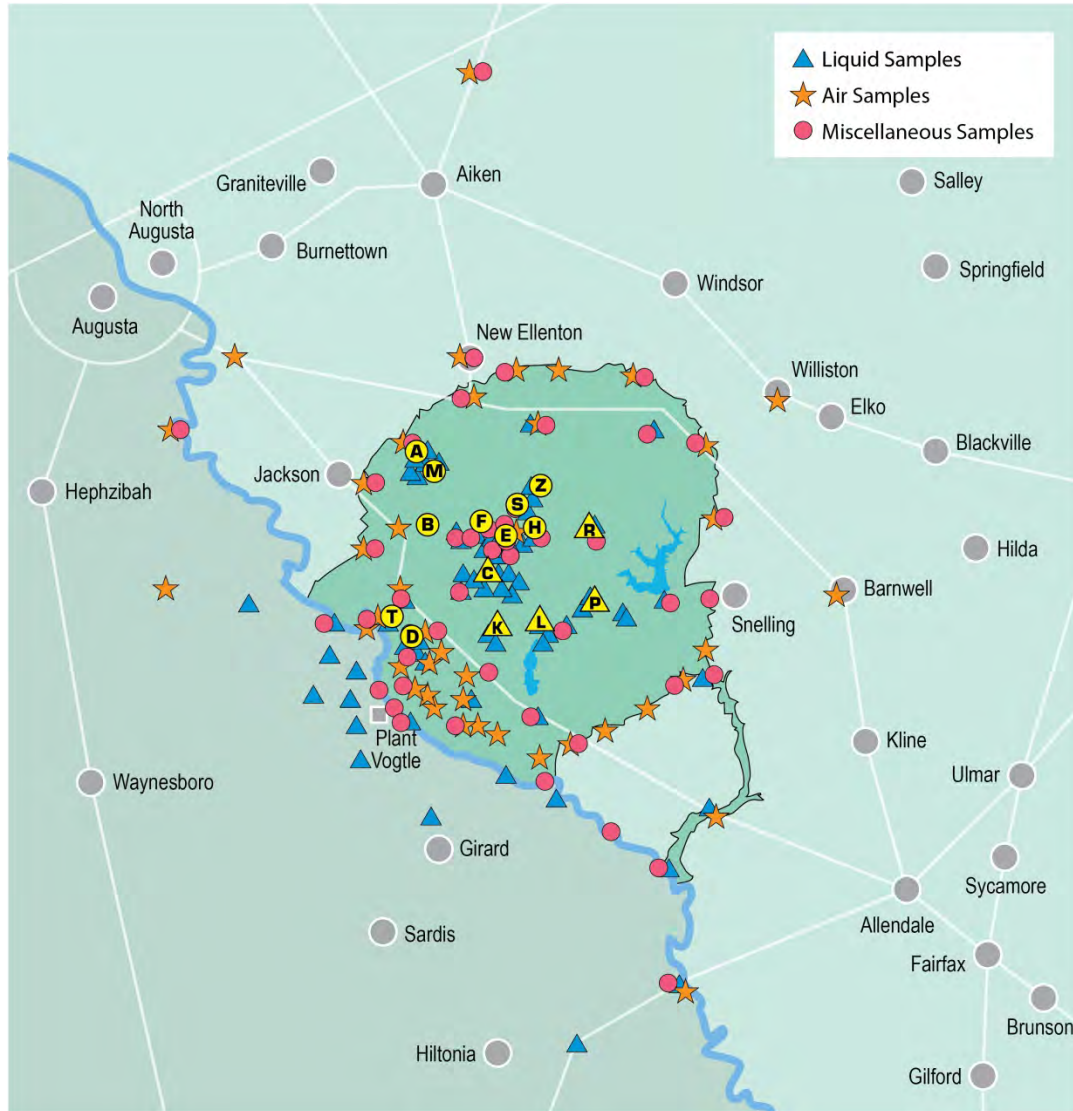 Liquid Samples
Air Samples
Miscellaneous Samples
Graniteville
Aiken
Salley
North
Augusta
Burnettown
Springfield
Windsor
Augusta
New Ellenton
Williston
Elko
Blackville
Jackson
Hephzibah
A
M
Z
S
B
F
E
H
R
Hilda
C
Barnwell
P
Snelling
T
D
K
L
Plant
Vogtle
Kline
Ulmar
Waynesboro
Girard
Sycamore
Allendale
Sardis
Fairfax
Brunson
Hiltonia
Gilford